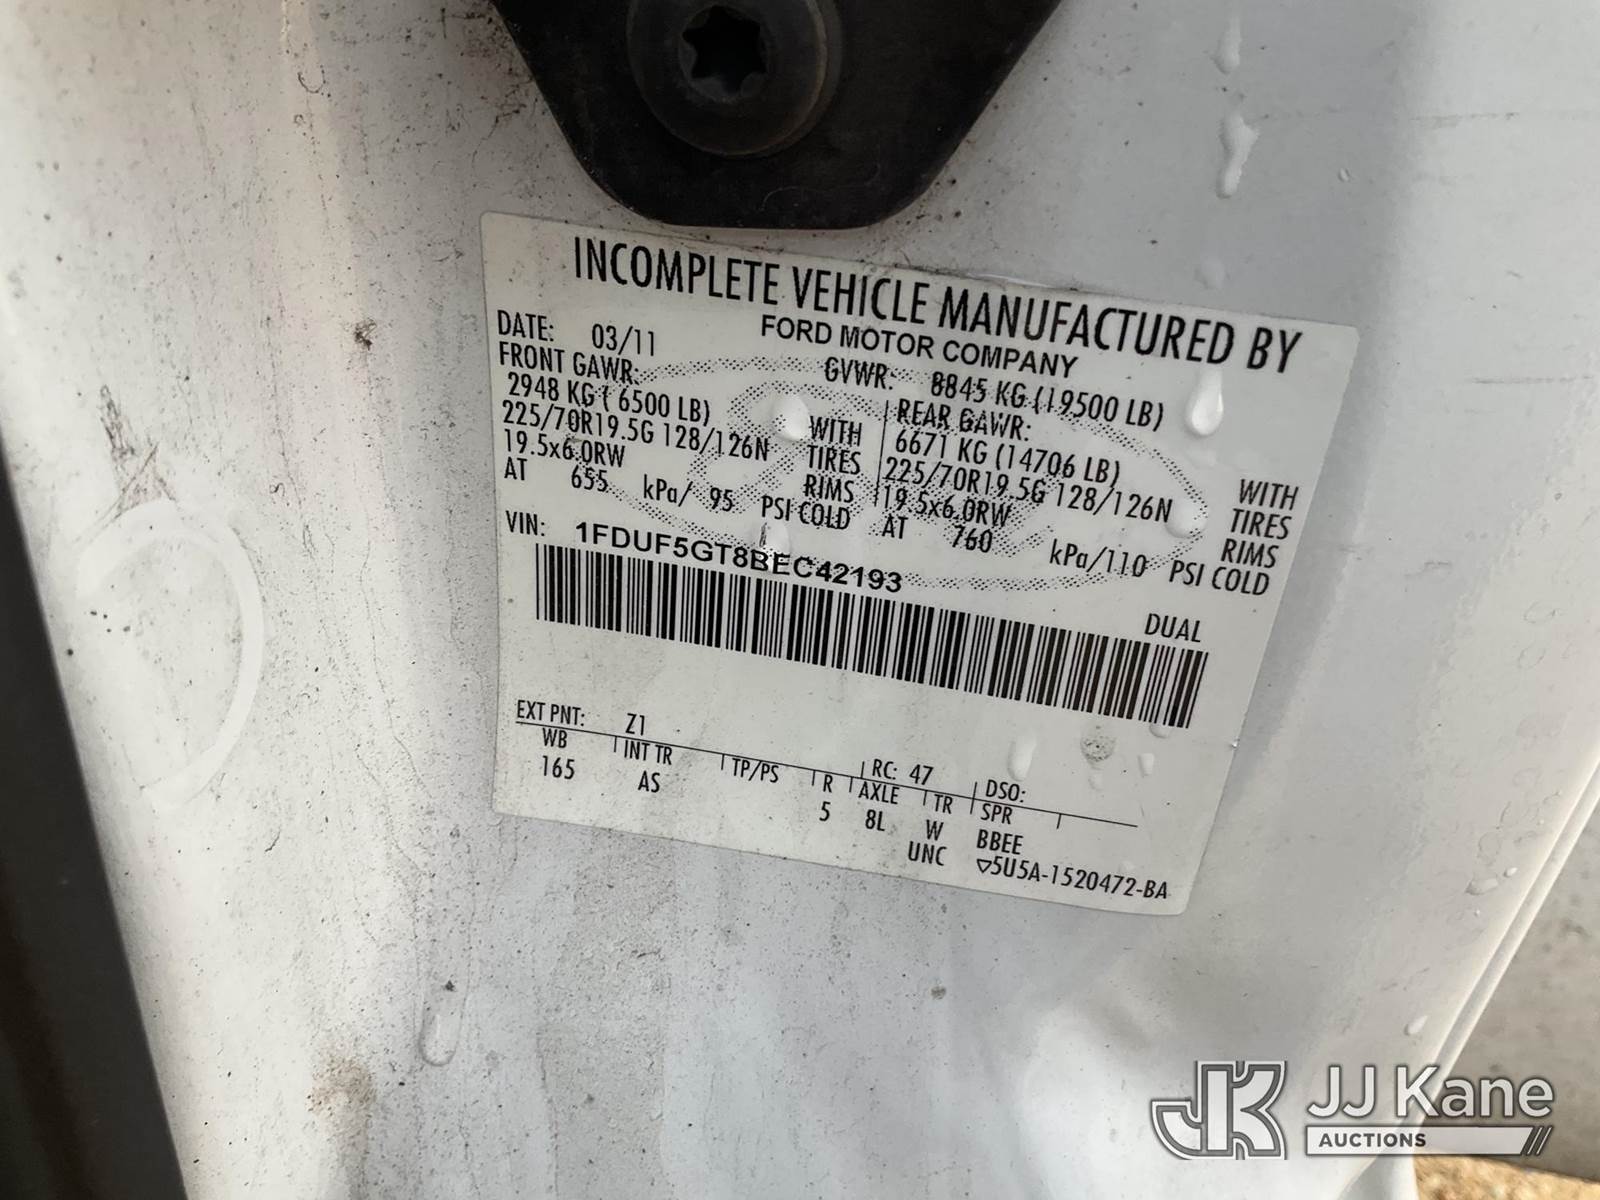 INCOMPLETE VEHICLE MANUFACTURED BY
FORD MOTOR COMPANY
DATE: 03/11 GVWR: 8845 KG (19500 LB)
FRONT GAWR: REAR GAWR:
2948 KG ( 6500 LB) WITH 6671 KG (14706 LB) WITH
225/70R19.5G 128/126N TIRES 225/70R19.5G 128/126N TIRES
19.5x6.0RW RIMS 19.5x6.0RW RIMS
AT 655 kPa/ 95 PSI COLD AT 760 kPa/110 PSI COLD
VIN: 1FDUF5GT8BEC42193
DUAL
EXT PNT: Z1 RC: 47 DSO:
WB INT TR TP/PS R AXLE TR SPR
165 AS 5 8L W BBEE
UNC ▽5U5A-1520472-BA
JK JJ Kane
AUCTIONS